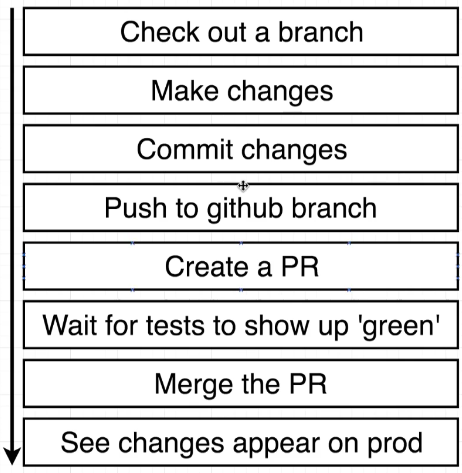 Check out a branch
Make changes
Commit changes
Push to github branch
Create a PR
Wait for tests to show up 'green'
Merge the PR
See changes appear on prod